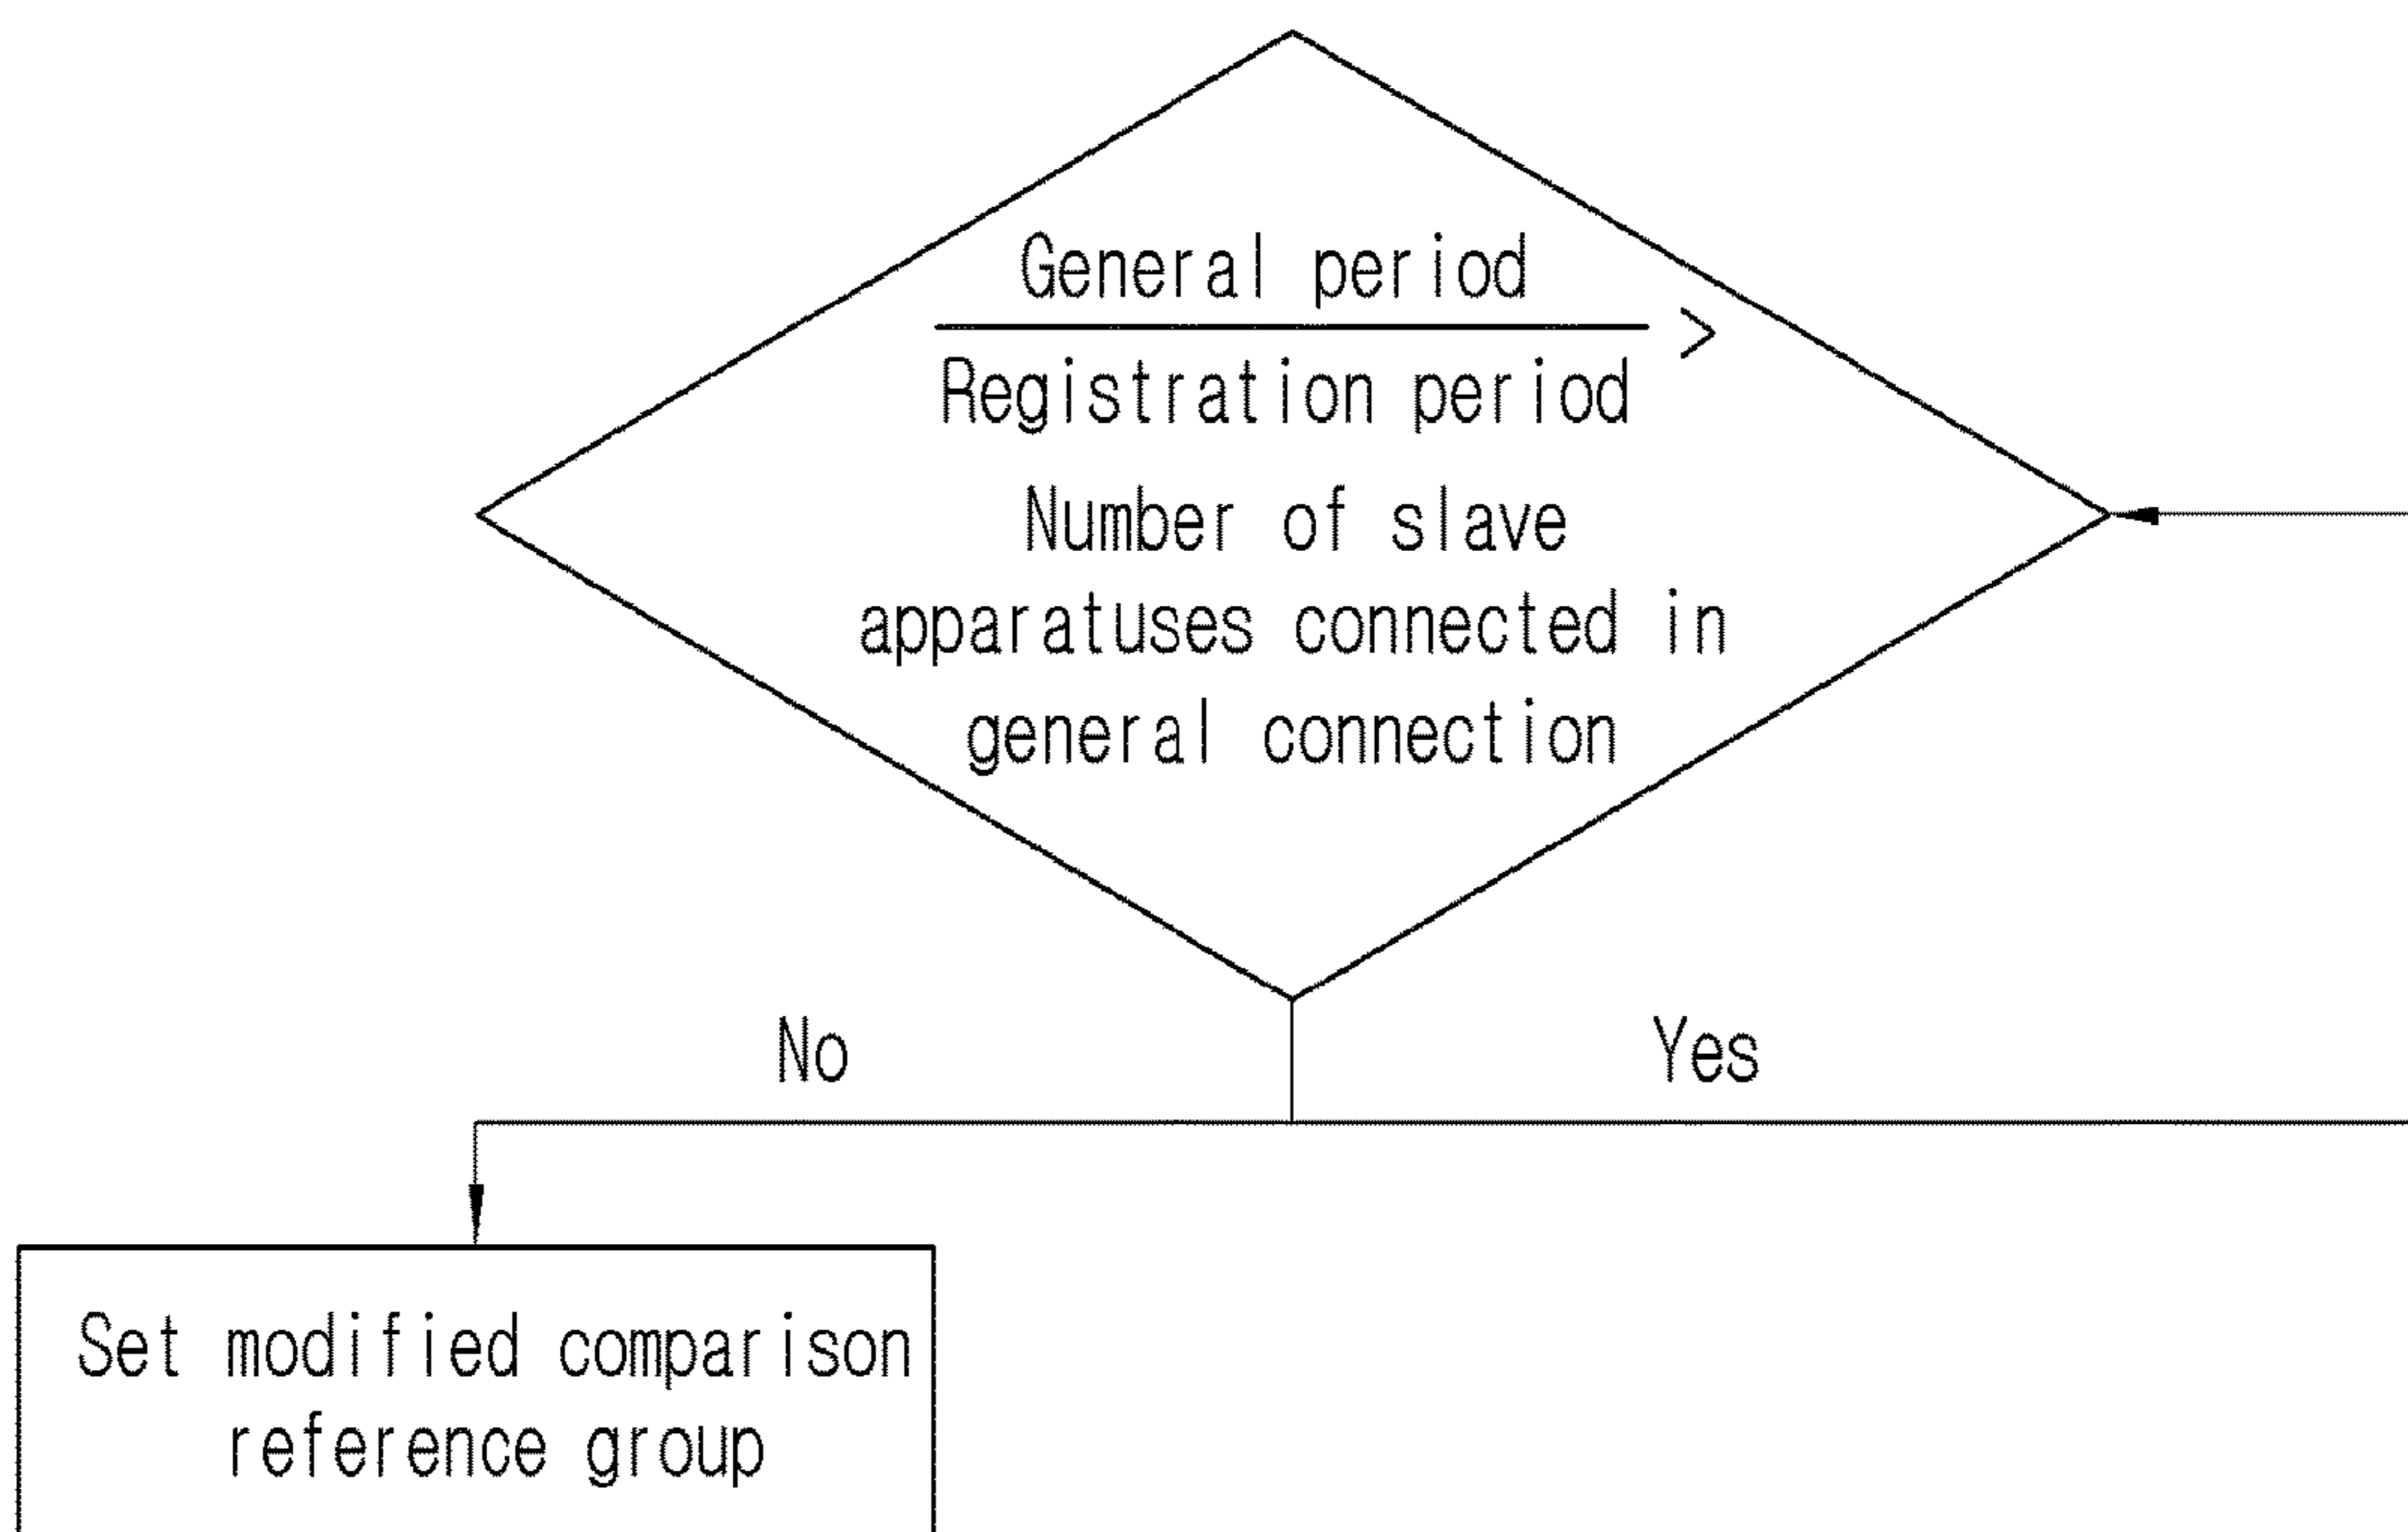 General period
>
Registration period
Number of slave
apparatuses connected in
general connection
No
Yes
Set modified comparison
reference group